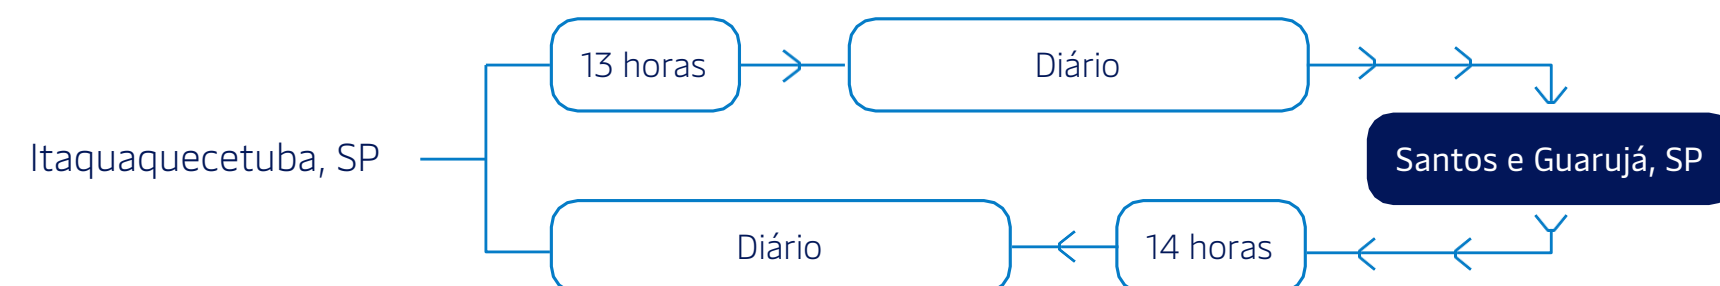 13 horas
Diário
Itaquaquecetuba, SP
Santos e Guarujá, SP
Diário
14 horas